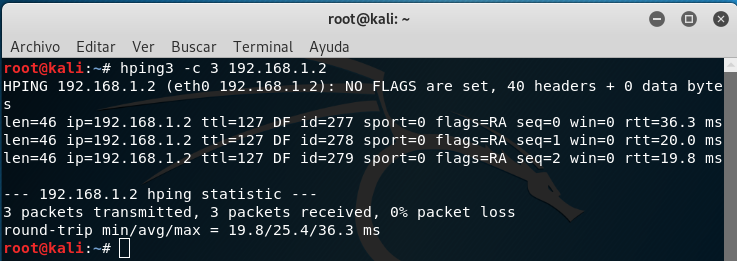 root@kali: ~
Archivo Editar Ver Buscar Terminal Ayuda
root@kali:~# hping3 -c 3 192.168.1.2
HPING 192.168.1.2 (eth0 192.168.1.2): NO FLAGS are set, 40 headers + 0 data byte
s
len=46 ip=192.168.1.2 ttl=127 DF id=277 sport=0 flags=RA seq=0 win=0 rtt=36.3 ms
len=46 ip=192.168.1.2 ttl=127 DF id=278 sport=0 flags=RA seq=1 win=0 rtt=20.0 ms
len=46 ip=192.168.1.2 ttl=127 DF id=279 sport=0 flags=RA seq=2 win=0 rtt=19.8 ms
--- 192.168.1.2 hping statistic ---
3 packets transmitted, 3 packets received, 0% packet loss
round-trip min/avg/max = 19.8/25.4/36.3 ms
root@kali:~#